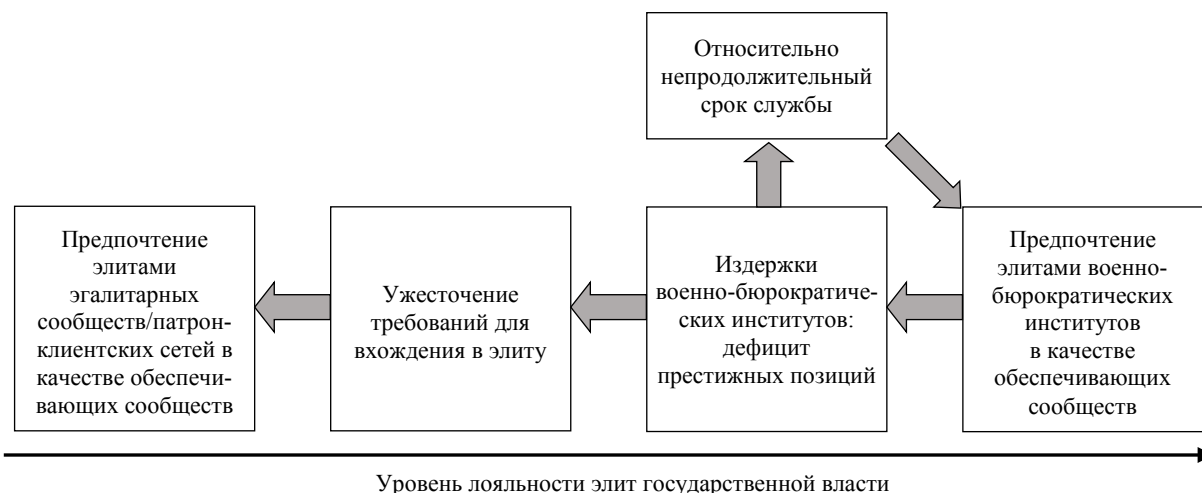 Относительно
непродолжительный
срок службы
Предпочтение
элитами
эгалитарных
сообществ/патрон-
клиентских сетей в
качестве обеспечи-
вающих сообществ
Ужесточение
требований для
вхождения в элиту
Издержки
военно-бюрократиче-
ских институтов:
дефицит
престижных позиций
Предпочтение
элитами военно-
бюрократических
институтов
в качестве
обеспечивающих
сообществ
Уровень лояльности элит государственной власти